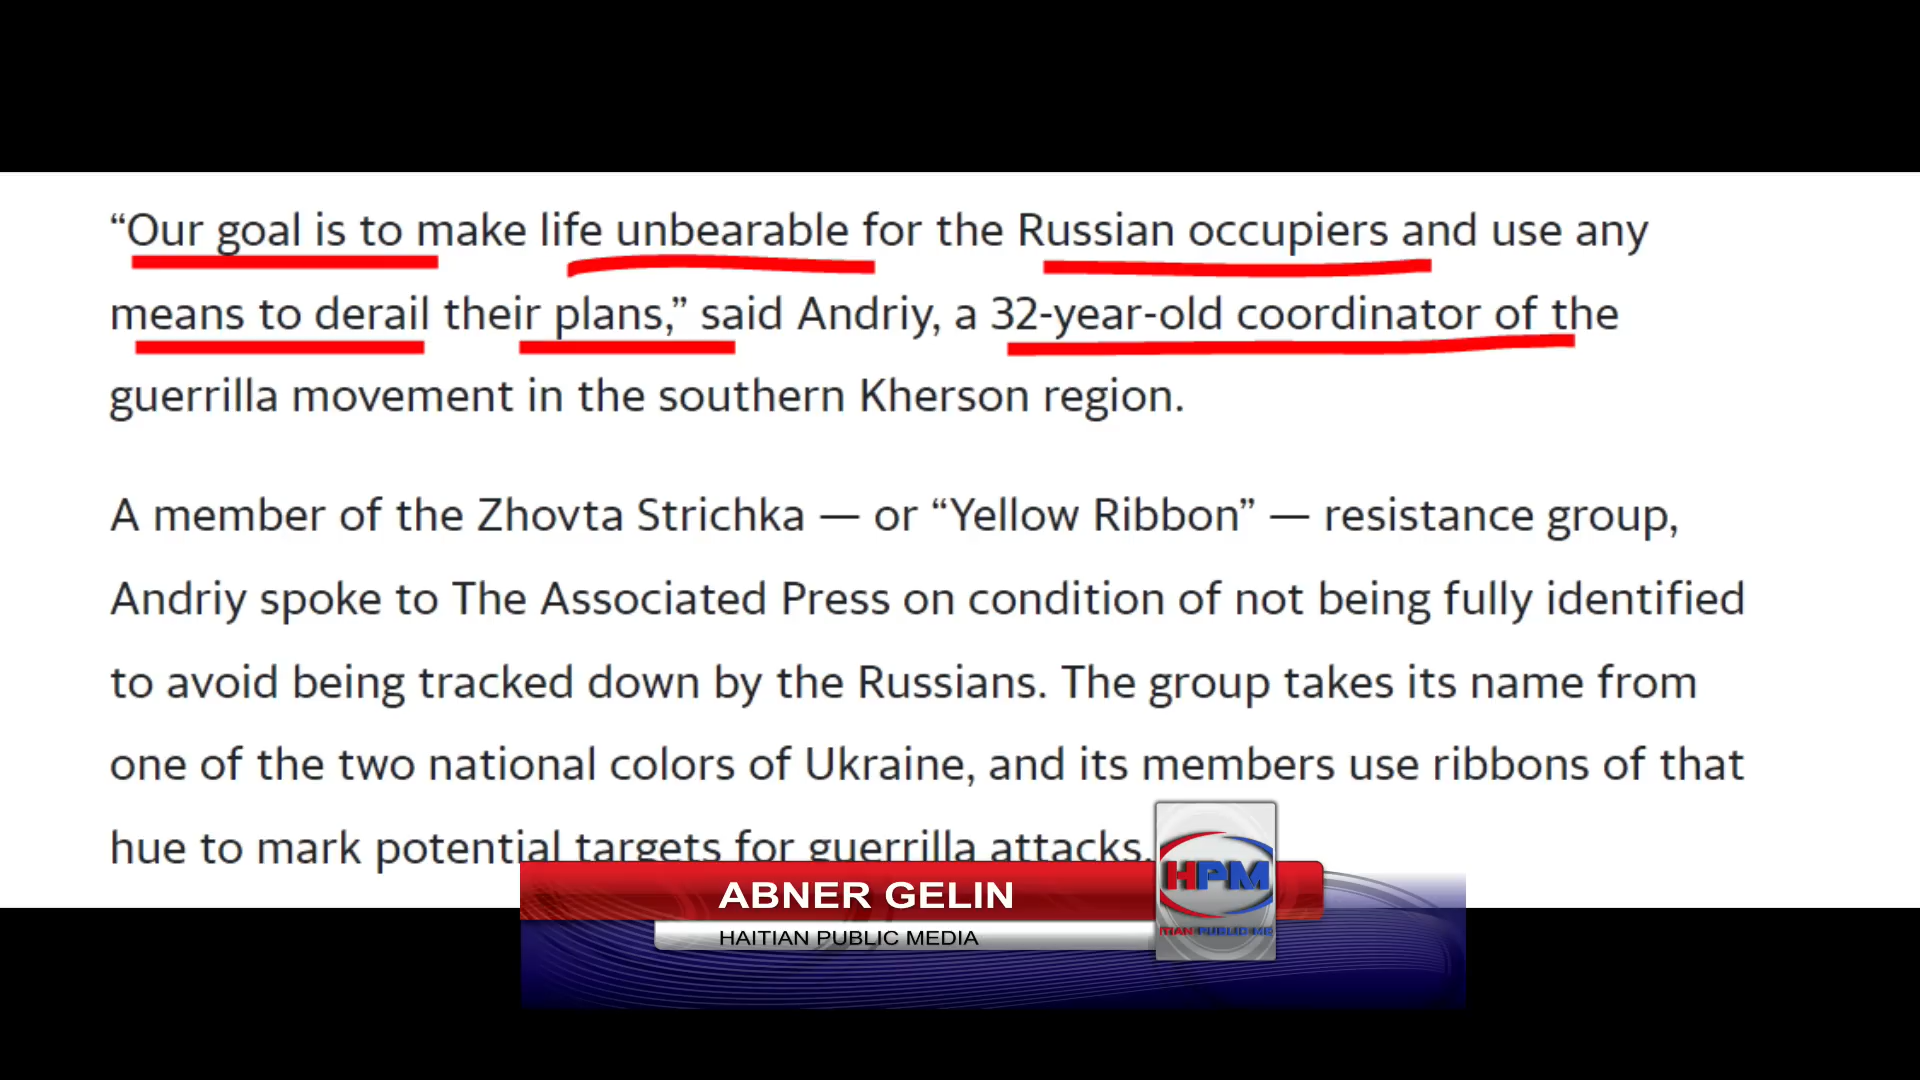 “Our goal is to make life unbearable for the Russian occupiers and use any
means to derail their plans,” said Andriy, a 32-year-old coordinator of the
guerrilla movement in the southern Kherson region.
A member of the Zhovta Strichka — or “Yellow Ribbon” — resistance group,
Andriy spoke to The Associated Press on condition of not being fully identified
to avoid being tracked down by the Russians. The group takes its name from
one of the two national colors of Ukraine, and its members use ribbons of that
hue to mark potential targets for guerrilla attacks.
ABNER GELIN
HAITIAN PUBLIC MEDIA
HPM
ITIAN PUBLIC ME